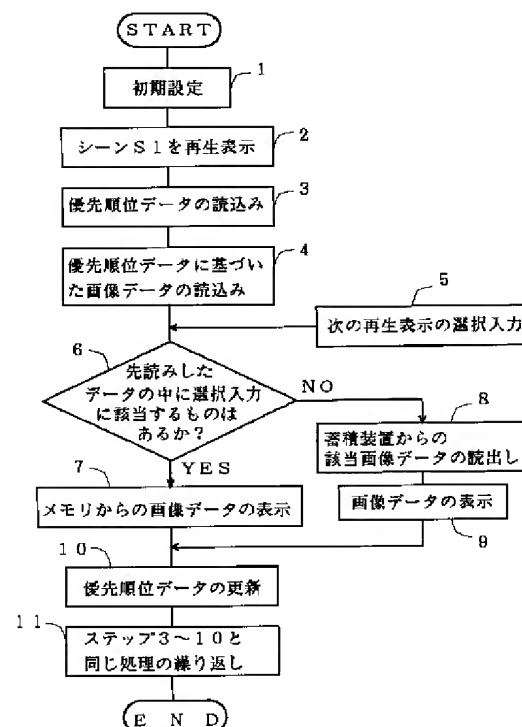 START
1
初期設定
2
シーンS1を再生表示
3
優先順位データの読込み
4
優先順位データに基づい
た画像データの読込み
5
次の再生表示の選択入力
6
先読みした
データの中に選択入力
に該当するものは
あるか？
NO
YES
8
蓄積装置からの
該当画像データの読出し
7
メモリからの画像データの表示
画像データの表示
9
10
優先順位データの更新
11
ステップ3～10と
同じ処理の繰り返し
END